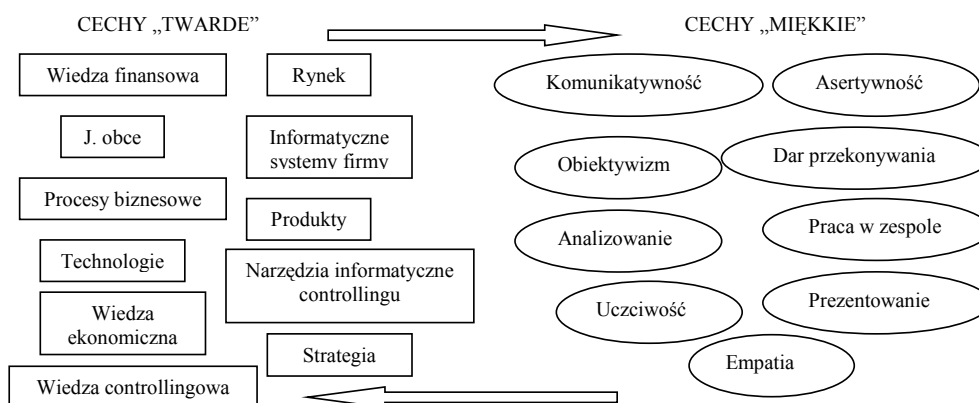 CECHY „TWARDE”
CECHY „MIĘKKIE”
Wiedza finansowa
Rynek
J. obce
Informatyczne
systemy firmy
Procesy biznesowe
Produkty
Technologie
Narzędzia informatyczne
controllingu
Wiedza
ekonomiczna
Strategia
Wiedza controllingowa
Komunikatywność
Asertywność
Obiektywizm
Dar przekonywania
Analizowanie
Praca w zespole
Uczciwość
Prezentowanie
Empatia